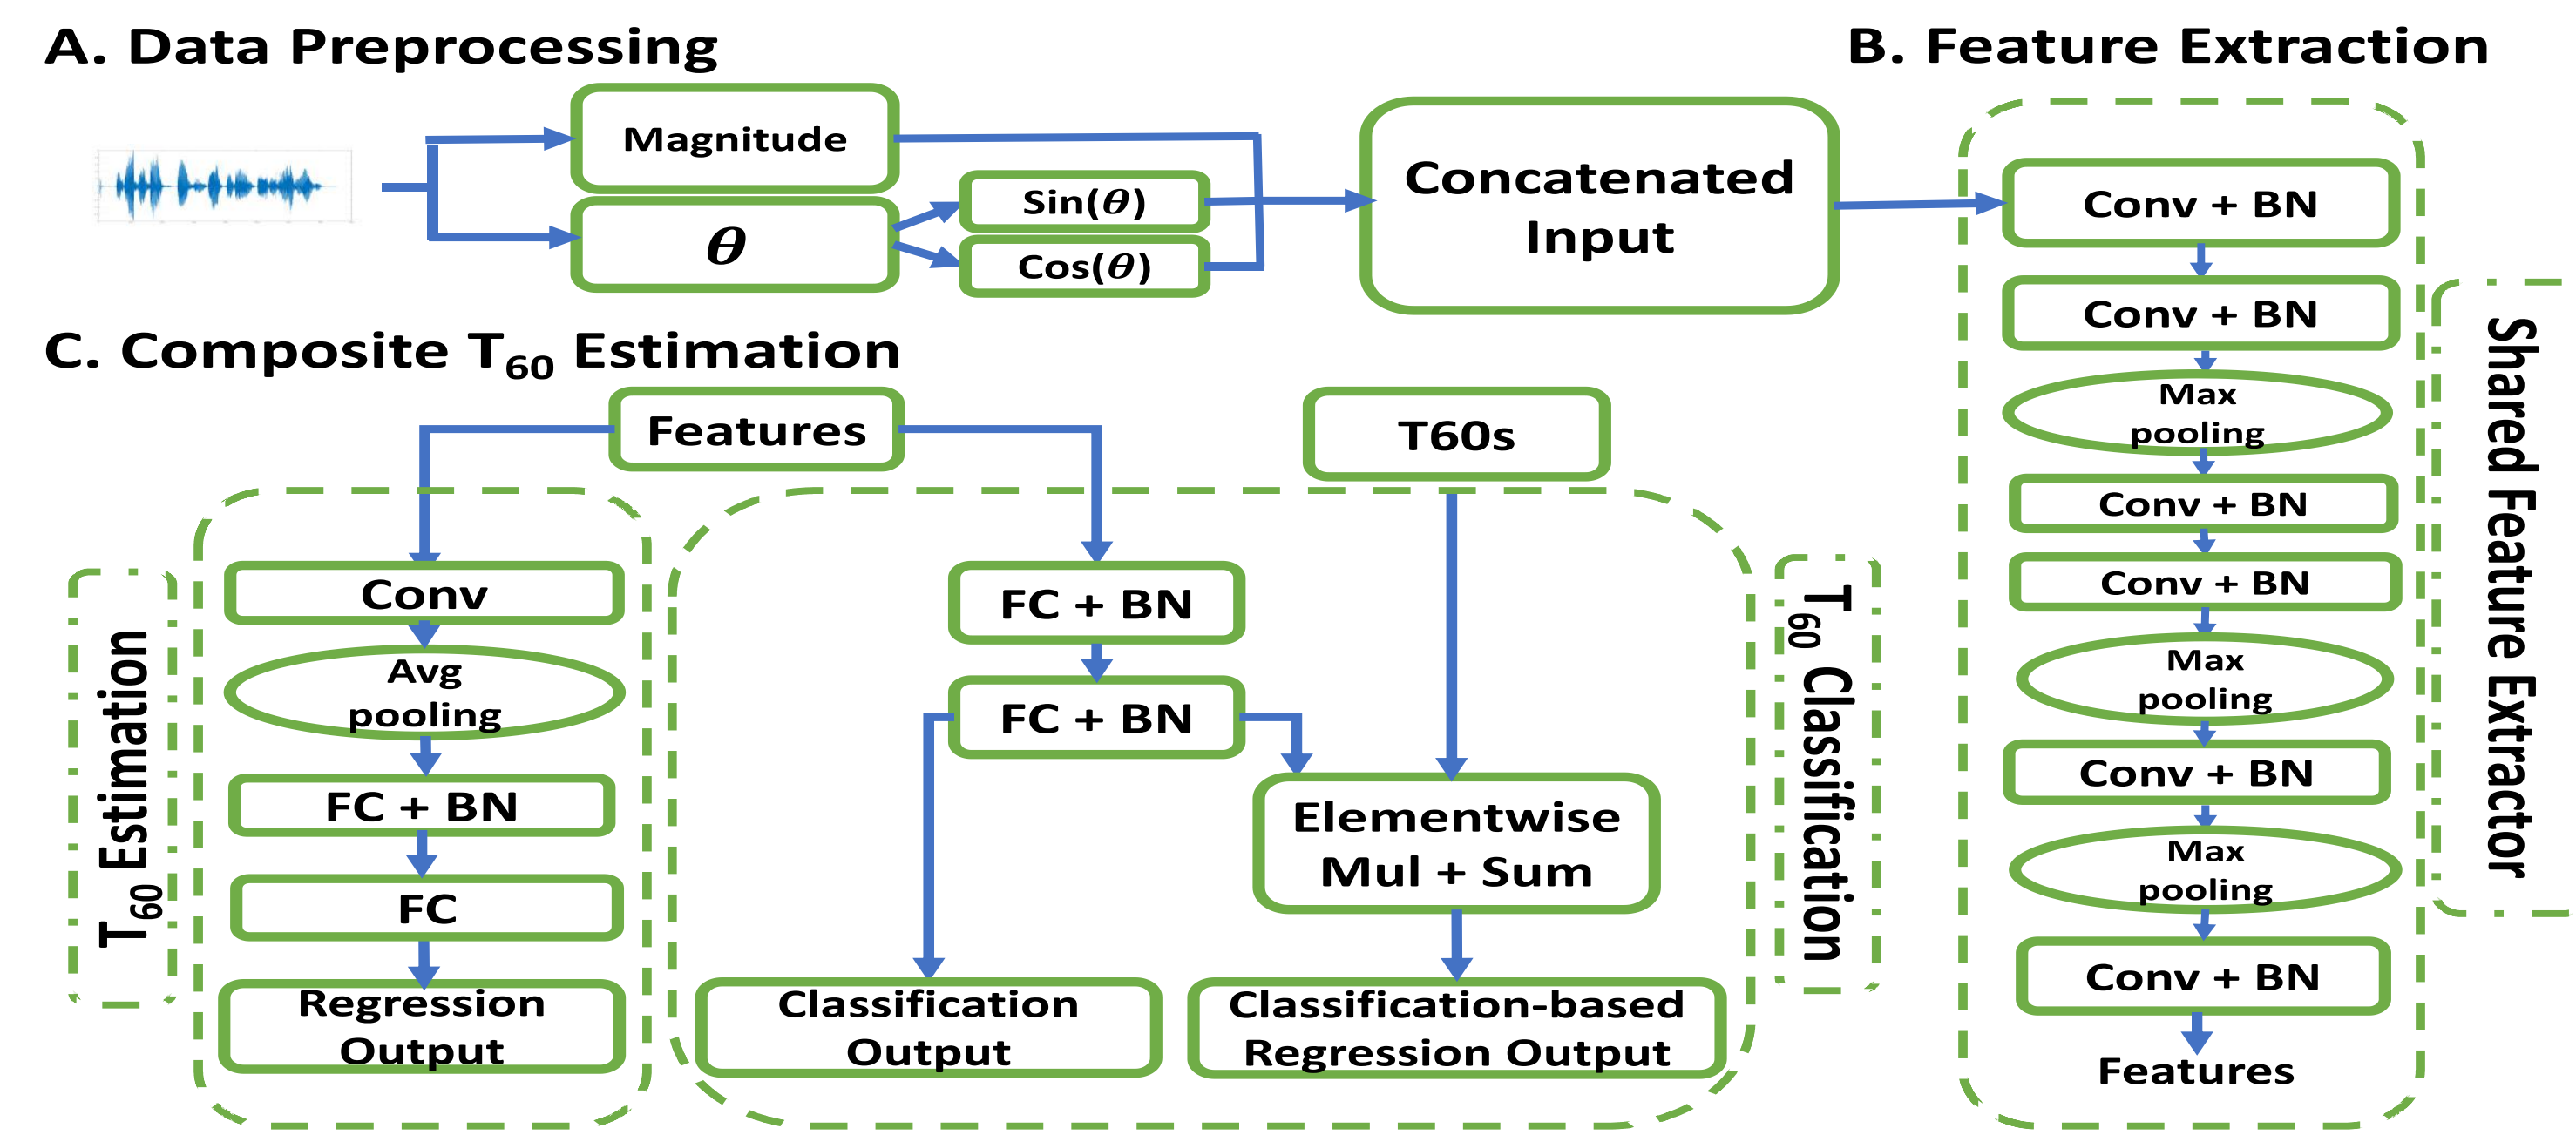 A. Data Preprocessing
Magnitude
θ
Sin(θ)
Cos(θ)
Concatenated
Input
B. Feature Extraction
Conv + BN
Conv + BN
Max
pooling
Conv + BN
Conv + BN
Max
pooling
Conv + BN
Max
pooling
Conv + BN
Features
Shared Feature Extractor
C. Composite T60 Estimation
Features
T60s
T60 Estimation
Conv
Avg
pooling
FC + BN
FC
Regression
Output
FC + BN
FC + BN
Elementwise
Mul + Sum
Classification
Output
Classification-based
Regression Output
T60 Classification